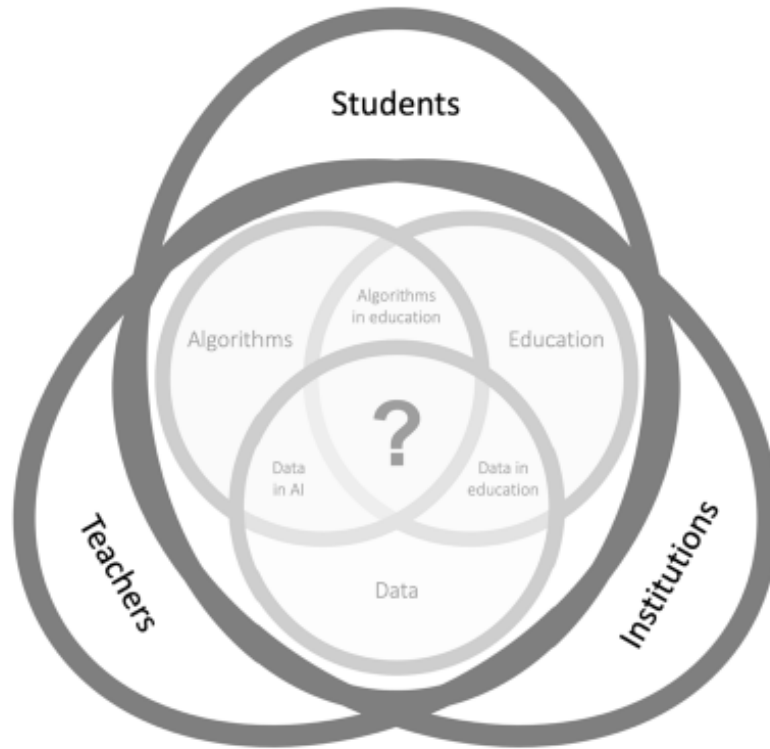 Students
Algorithms
in education
Algorithms
Education
?
Data
in AI
Data in
education
Teachers
Institutions
Data